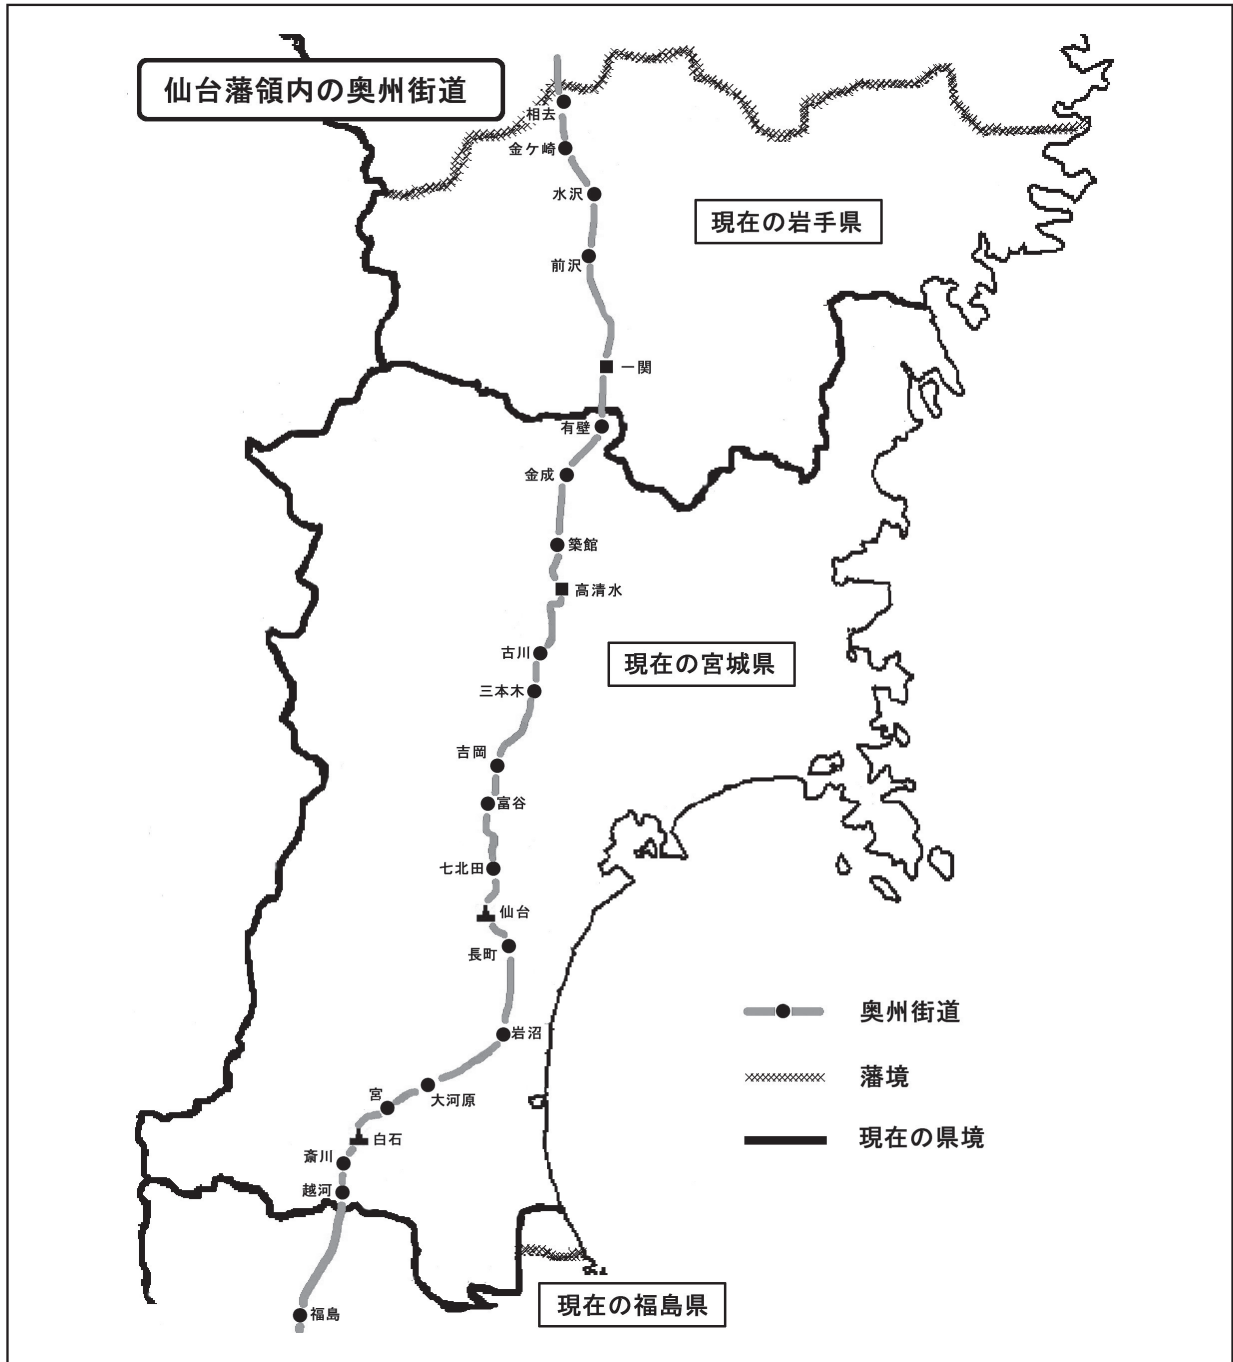 仙台藩領内の奥州街道
相去
金ケ崎
水沢
現在の岩手県
前沢
一関
有壁
金成
築館
高清水
古川
現在の宮城県
三本木
吉岡
富谷
七北田
仙台
長町
奥州街道
岩沼
藩境
大河原
宮
白石
現在の県境
斎川
越河
現在の福島県
福島